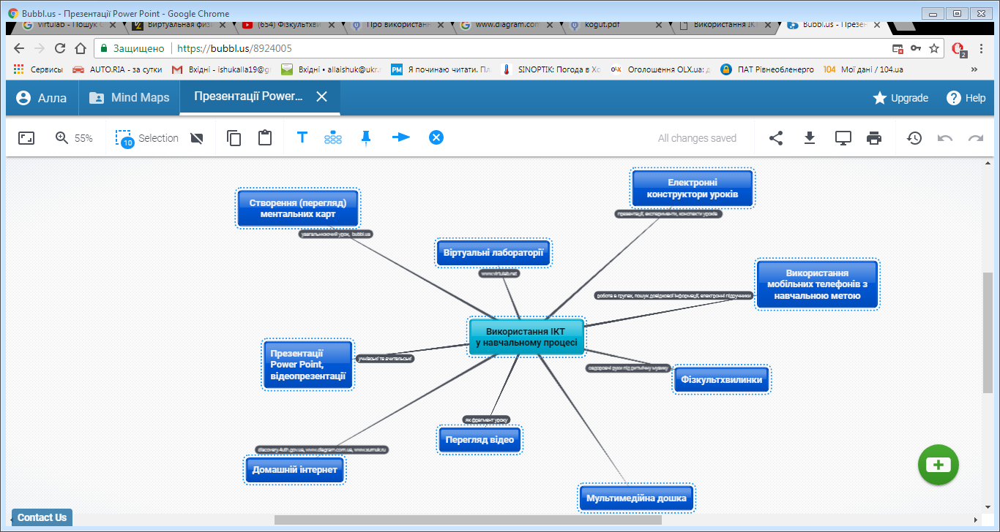 Bubbl.us - Презентації Power Point - Google Chrome
virtulab - Пошук
Виртуальная физ
(654) Фізкультхви
Про використан
www.diagram.com
kogut.pdf
Використання ІК
Bubbl.us - Презен
Защищено
https://bubbl.us/8924005
2
Сервисы
AUTO.RIA - за сутки
Вхідні - ishukalla19@g
Вхідні • allaishuk@ukr.
Я починаю читати. Пл
SINOPTIK: Погода в Хо
Оголошення OLX.ua: д
ПАТ Рівнеобленерго
104
Мої дані / 104.ua
»
Алла
Mind Maps
Презентації Power...
Upgrade
Help
55%
10
Selection
T
All changes saved
Електронні
конструктори уроків
презентації, експерименти, конспекти уроків
Створення (перегляд)
ментальних карт
узагальнюючий урок, bubbl.us
Віртуальні лабораторії
www.virtulab.net
Використання
мобільних телефонів з
навчальною метою
робота в групах, пошук довідкової інформації, електронні підручники
Використання ІКТ
у навчальному процесі
Презентації
Power Point,
відеопрезентації
учнівські та вчительські
оздоровчі рухи під ритмічну музику
Фізкультхвилинки
як фрагмент уроку
Перегляд відео
www.diagram.com.ua,
Домашній інтернет
Мультимедійна дошка
Contact Us